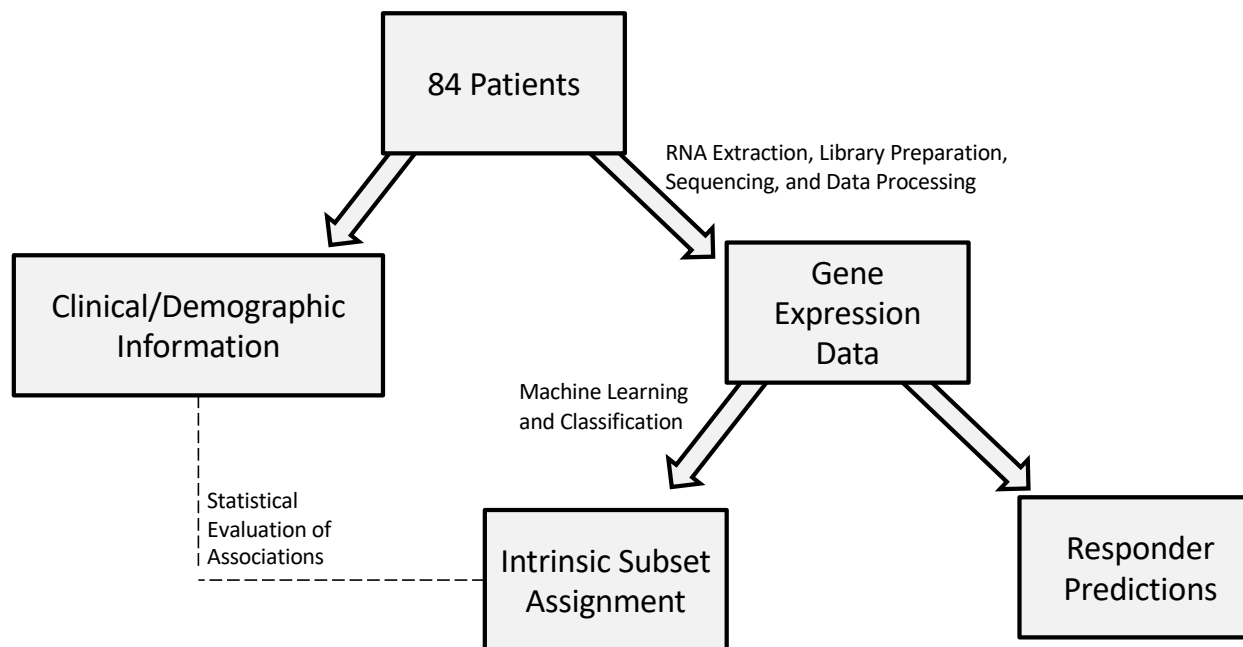 84 Patients
RNA Extraction, Library Preparation,
Sequencing, and Data Processing
Clinical/Demographic
Information
Gene
Expression
Data
Machine Learning
and Classification
Statistical
Evaluation of
Associations
Intrinsic Subset
Assignment
Responder
Predictions